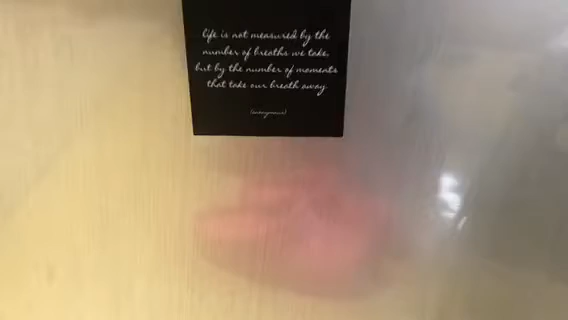 life is not measured by the
number of breaths we take,
but by the number of moments
that take our breath away.
(anonymous)